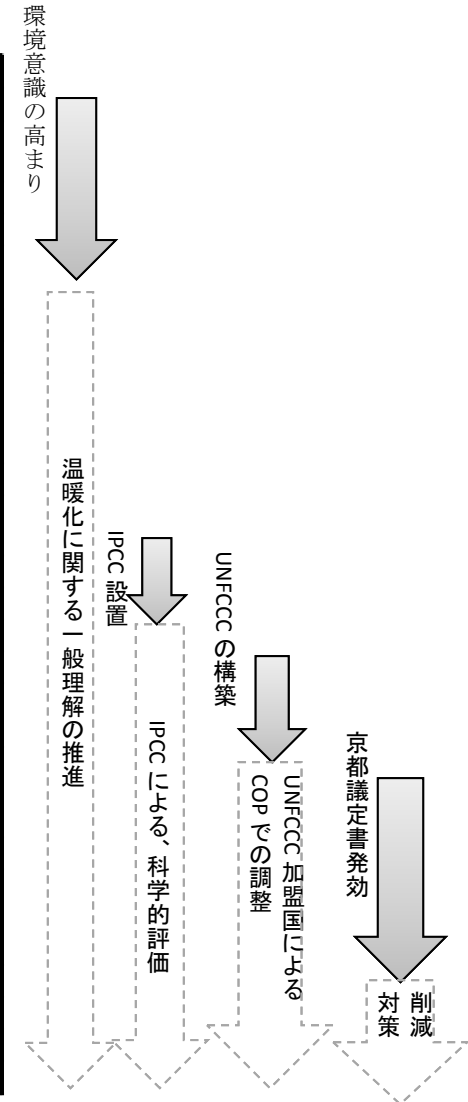 環境意識の高まり
温暖化に関する一般理解の推進
IPCC 設置
IPCC による、科学的評価
UNFCCC の構築
UNFCCC 加盟国による
COP での調整
京都議定書発効
削減
対策